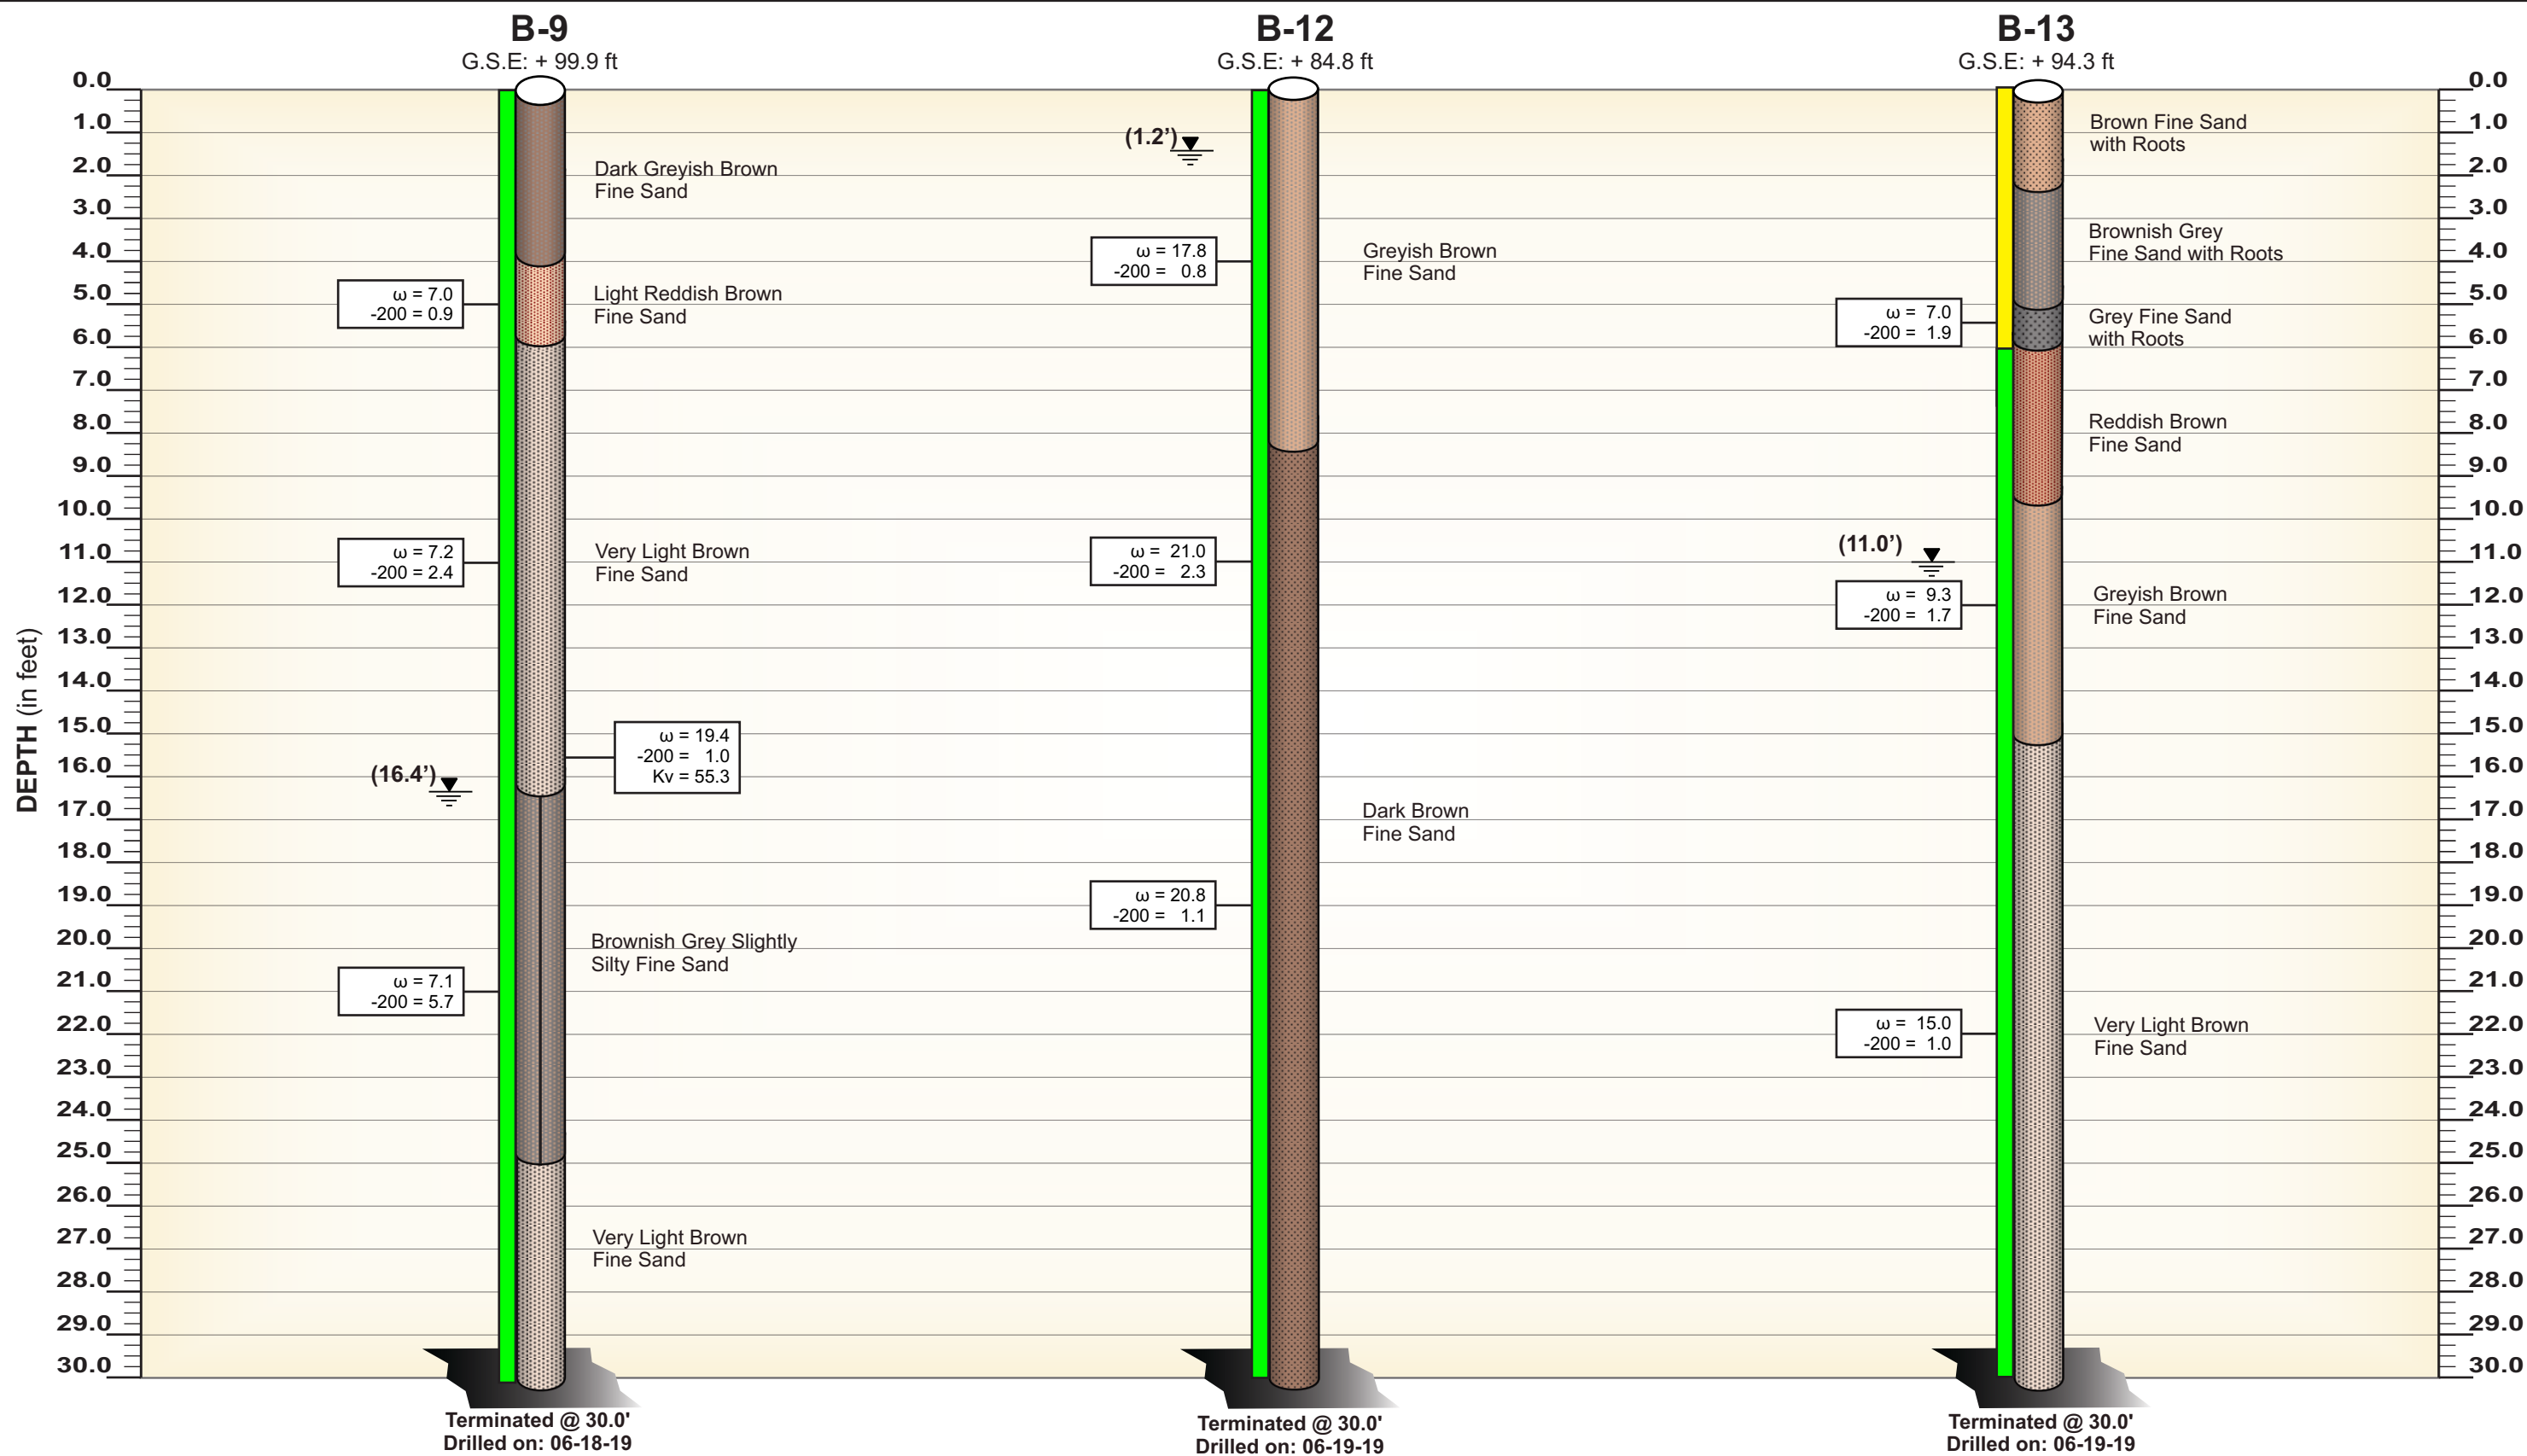 B-9
G.S.E: + 99.9 ft
B-12
G.S.E: + 84.8 ft
B-13
G.S.E: + 94.3 ft
DEPTH (in feet)
0.0
1.0
2.0
3.0
4.0
5.0
6.0
7.0
8.0
9.0
10.0
11.0
12.0
13.0
14.0
15.0
16.0
17.0
18.0
19.0
20.0
21.0
22.0
23.0
24.0
25.0
26.0
27.0
28.0
29.0
30.0
Dark Greyish Brown
Fine Sand
ω = 7.0
-200 = 0.9
Light Reddish Brown
Fine Sand
ω = 7.2
-200 = 2.4
Very Light Brown
Fine Sand
ω = 19.4
-200 = 1.0
Kv = 55.3
(16.4’)
Brownish Grey Slightly
Silty Fine Sand
ω = 7.1
-200 = 5.7
Very Light Brown
Fine Sand
Terminated @ 30.0'
Drilled on: 06-18-19
(1.2’)
ω = 17.8
-200 = 0.8
Greyish Brown
Fine Sand
ω = 21.0
-200 = 2.3
Dark Brown
Fine Sand
ω = 20.8
-200 = 1.1
Terminated @ 30.0'
Drilled on: 06-19-19
Brown Fine Sand
with Roots
Brownish Grey
Fine Sand with Roots
ω = 7.0
-200 = 1.9
Grey Fine Sand
with Roots
Reddish Brown
Fine Sand
(11.0’)
ω = 9.3
-200 = 1.7
Greyish Brown
Fine Sand
ω = 15.0
-200 = 1.0
Very Light Brown
Fine Sand
Terminated @ 30.0'
Drilled on: 06-19-19
0.0
1.0
2.0
3.0
4.0
5.0
6.0
7.0
8.0
9.0
10.0
11.0
12.0
13.0
14.0
15.0
16.0
17.0
18.0
19.0
20.0
21.0
22.0
23.0
24.0
25.0
26.0
27.0
28.0
29.0
30.0